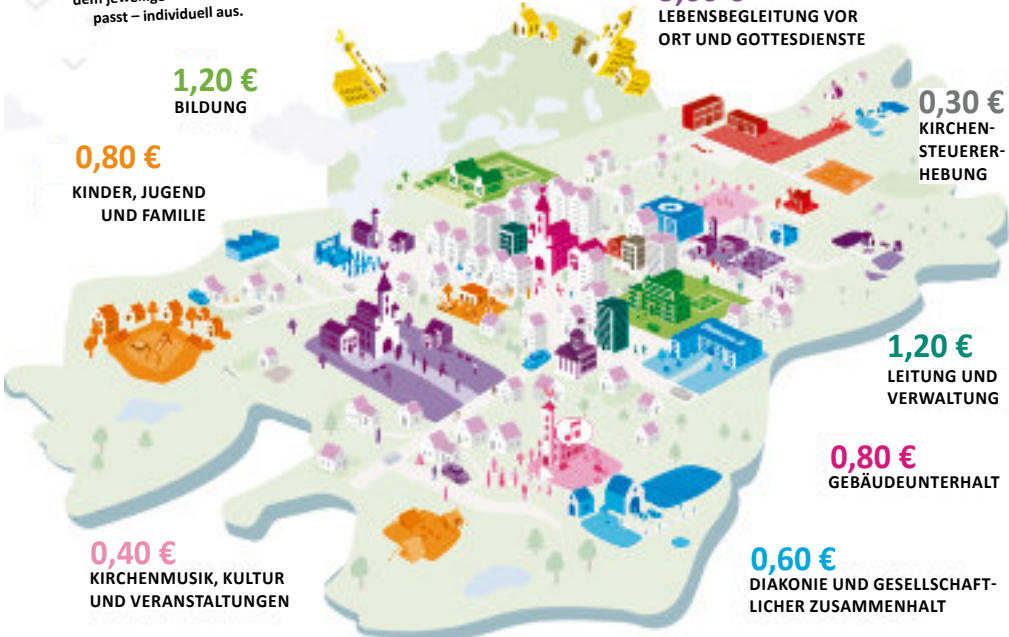 passt – individuell aus.
LEBENSBEGLEITUNG VOR
ORT UND GOTTESDIENSTE
1,20 €
BILDUNG
0,30 €
KIRCHEN-
STEUERER-
HEBUNG
0,80 €
KINDER, JUGEND
UND FAMILIE
1,20 €
LEITUNG UND
VERWALTUNG
0,80 €
GEBÄUDEUNTERHALT
0,40 €
KIRCHENMUSIK, KULTUR
UND VERANSTALTUNGEN
0,60 €
DIAKONIE UND GESELLSCHAFT-
LICHER ZUSAMMENHALT